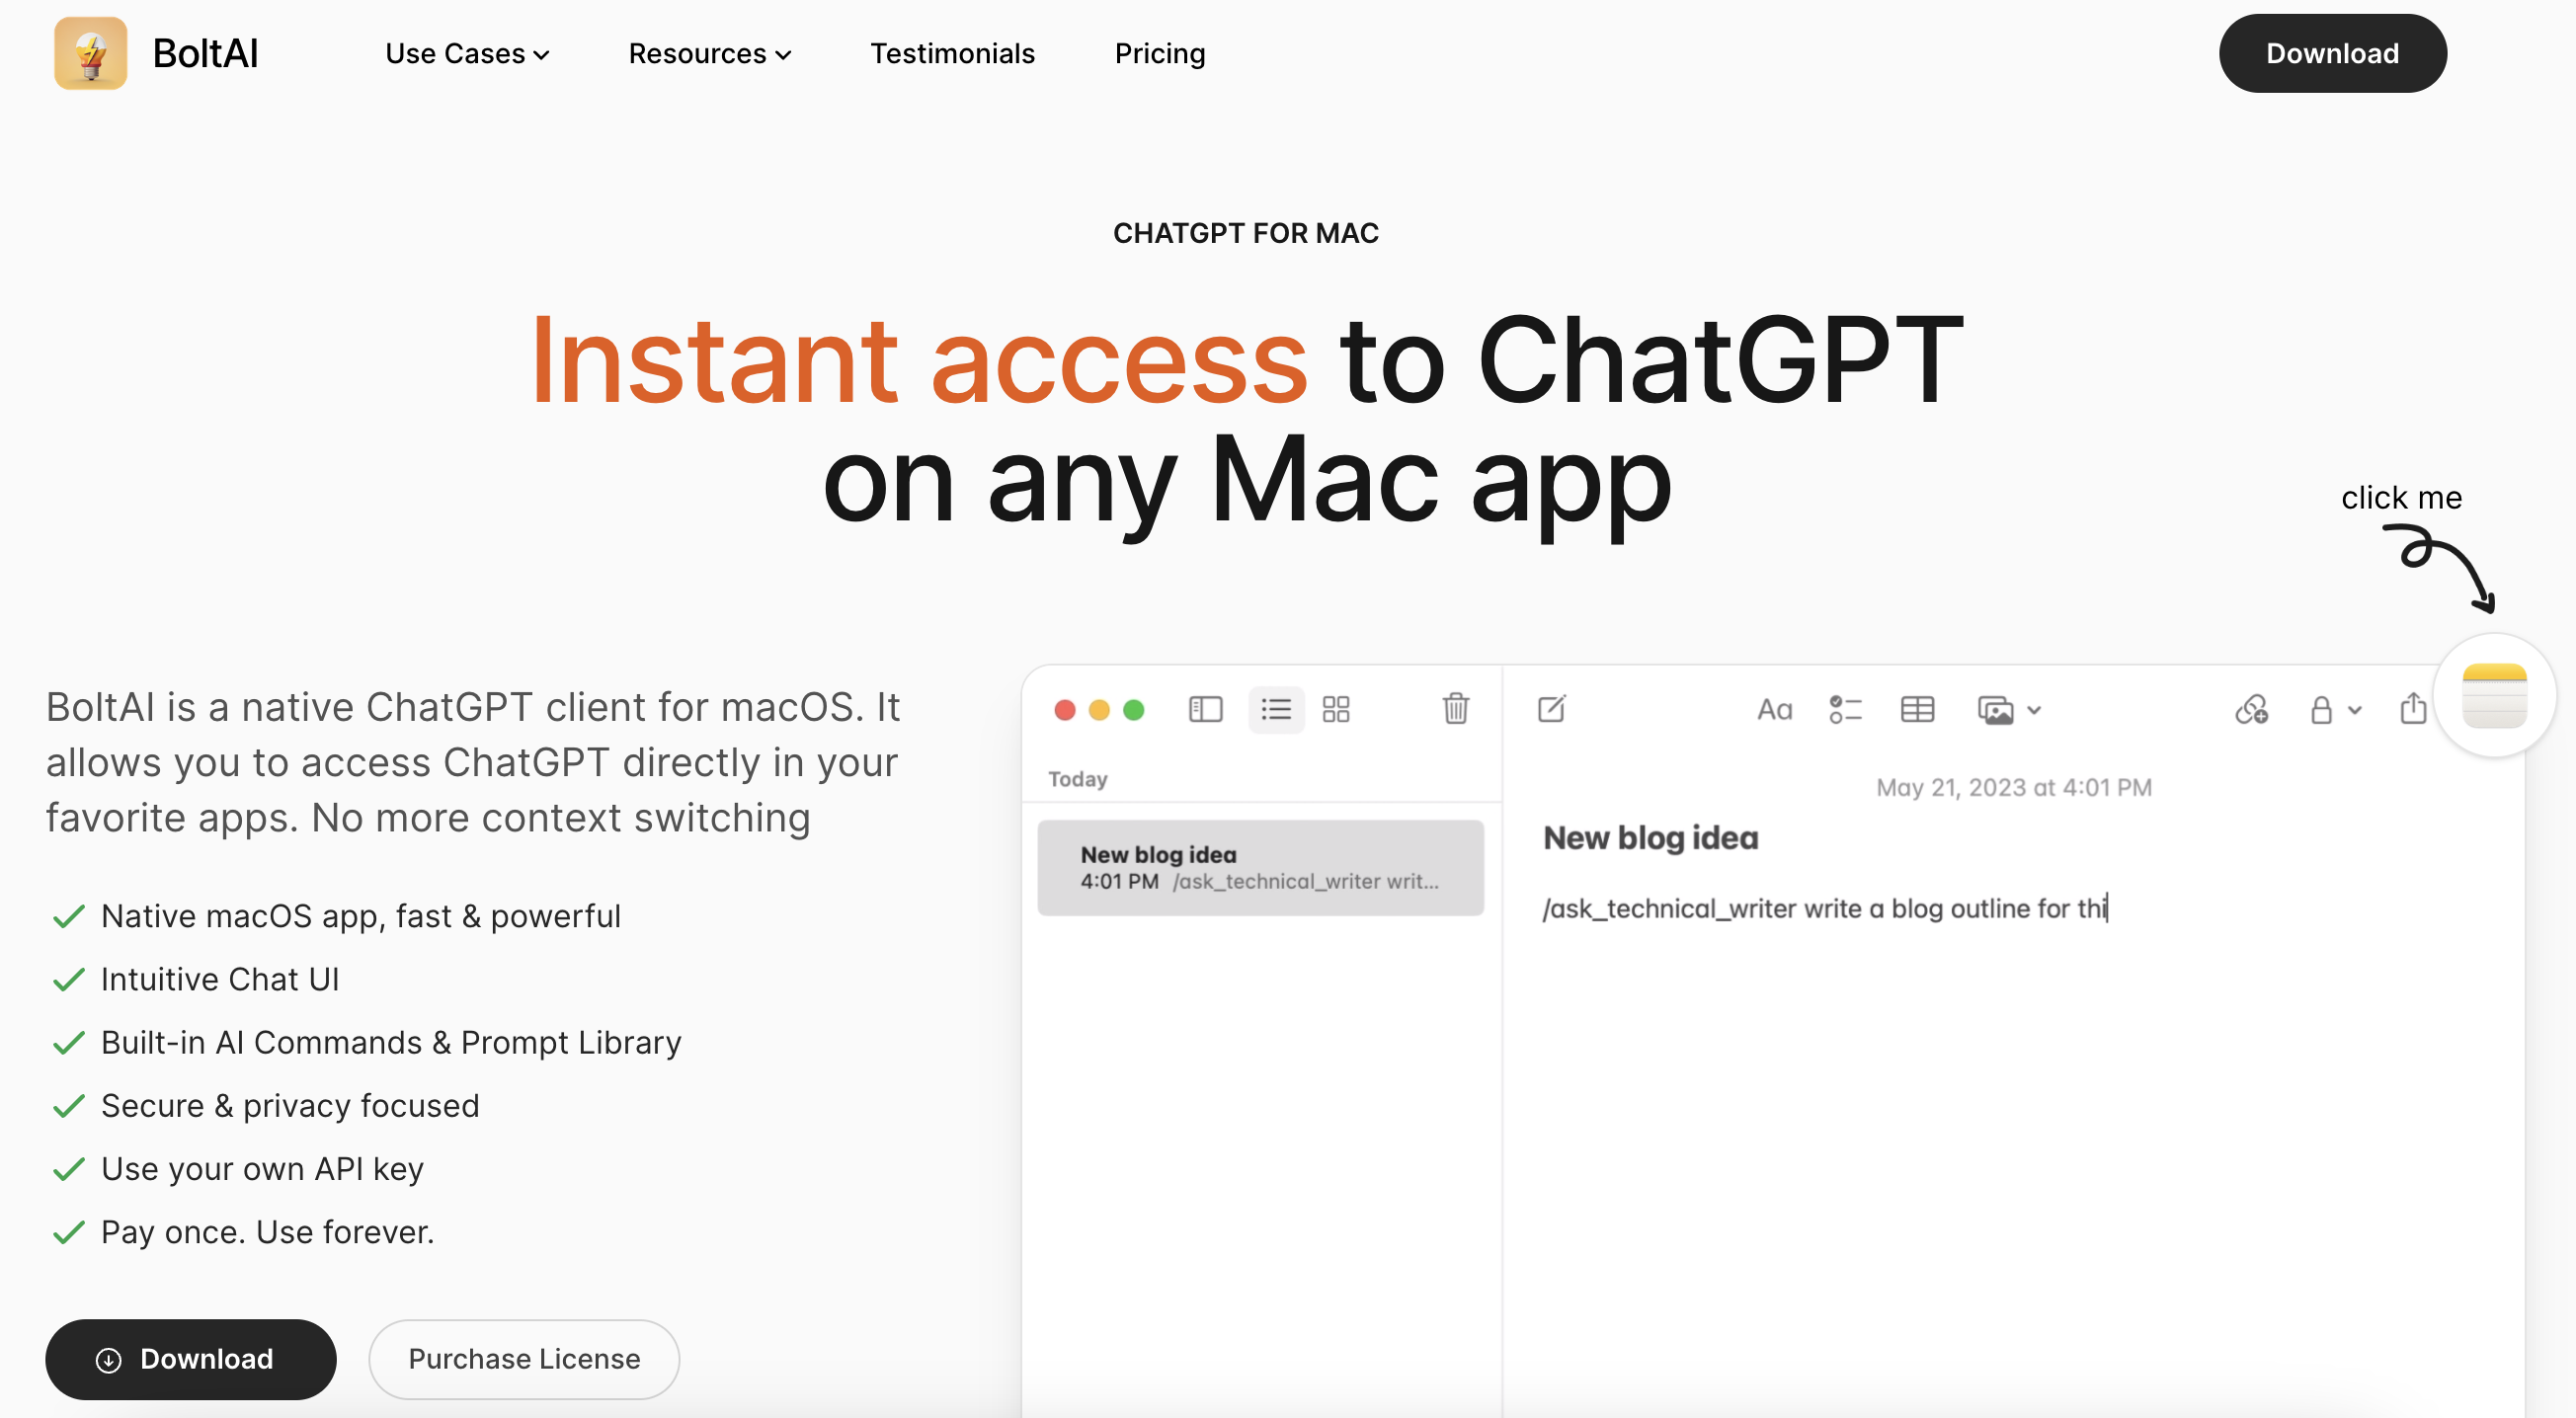 BoltAI
Use Cases
Resources
Testimonials
Pricing
Download
CHATGPT FOR MAC
Instant access to ChatGPT
on any Mac app
click me
BoltAI is a native ChatGPT client for macOS. It
allows you to access ChatGPT directly in your
favorite apps. No more context switching
Native macOS app, fast & powerful
Intuitive Chat UI
Built-in AI Commands & Prompt Library
Secure & privacy focused
Use your own API key
Pay once. Use forever.
Download
Purchase License
Aa
Today
New blog idea
4:01 PM /ask_technical_writer writ...
May 21, 2023 at 4:01 PM
New blog idea
/ask_technical_writer write a blog outline for thi